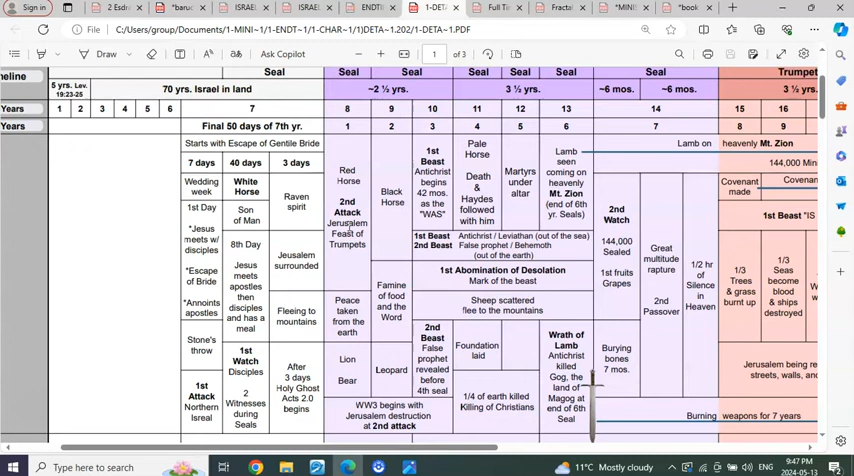 Sign in
2 Esdra
*baruc
ISRAEL
ISRAEL
ENDTI
1-DETA
Full Tir
Fractal
*MINI
*book
File
C:/Users/group/Documents/1-MINI~1/1-ENDT~1/1-CHAR~1/1)DETA~1.202/1-DETA~1.PDF
Draw
Ask Copilot
1
of 3
meline
Seal
Seal
Seal
Seal
Seal
Seal
Trumpet
5 yrs. Lev.
19:23-25
70 yrs. Israel in land
~2 ½ yrs.
3 ½ yrs.
~6 mos.
~6 mos.
3 ½ yrs.
Years
1 2 3 4 5 6 7 8 9 10 11 12 13 14 15 16
Years
Final 50 days of 7th yr.
1 2 3 4 5 6 7 8 9
Starts with Escape of Gentile Bride
7 days
40 days
3 days
Wedding
week
1st Day
*Jesus
meets w/
disciples
*Escape
of Bride
*Annoints
apostles
Stone's
throw
1st
Attack
Northern
Isreal
White
Horse
Son
of Man
8th Day
Jesus
meets
apostles
then
disciples
and has a
meal
1st
Watch
Disciples
2
Witnesses
during
Seals
Raven
spirit
Jesusalem
surrounded
Fleeing to
mountains
After
3 days
Holy Ghost
Acts 2.0
begins
Red
Horse
2nd
Attack
Jerusalem
Feast of
Trumpets
Peace
taken
from the
earth
Lion
Bear
Black
Horse
Famine
of food
and the
Word
Leopard
WW3 begins with
Jerusalem destruction
at 2nd attack
1st
Beast
Antichrist
begins
42 mos.
as the
"WAS"
Pale
Horse
Death
&
Haydes
followed
with him
Martyrs
under
altar
Lamb
seen
coming on
heavenly
Mt. Zion
(end of 6th
yr. Seals)
1st Beast Antichrist / Leviathan (out of the sea)
2nd Beast False prophet / Behemoth
(out of the earth)
1st Abomination of Desolation
Mark of the beast
Sheep scattered
flee to the mountains
2nd
Beast
False
prophet
revealed
before
4th seal
Foundation
laid
1/4 of earth killed
Killing of Christians
Wrath of
Lamb
Antichrist
killed
Gog, the
land of
Magog at
end of 6th
Seal
Lamb on heavenly Mt. Zion
144,000 Min
2nd
Watch
144,000
Sealed
1st fruits
Grapes
Burying
bones
7 mos.
Great
multitude
rapture
2nd
Passover
1/2 hr
of
Silence
in
Heaven
Covenant
made
Covenan
1st Beast "IS
1/3
Trees
& grass
burnt up
1/3
Seas
become
blood
& ships
destroyed
Jerusalem being re
streets, walls, and
Burning weapons for 7 years
Type here to search
11°C Mostly cloudy
ENG
9:47 PM
2024-05-13
2